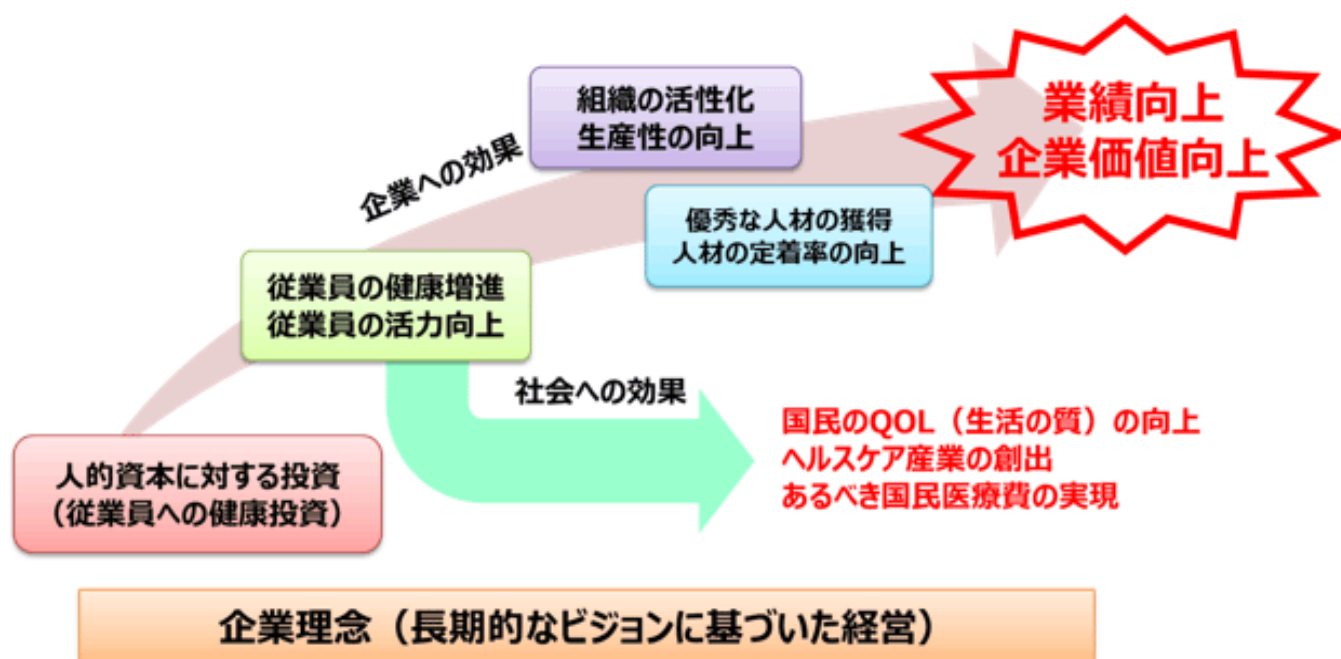 業績向上
企業価値向上
組織の活性化
生産性の向上
企業への効果
優秀な人材の獲得
人材の定着率の向上
従業員の健康増進
従業員の活力向上
社会への効果
国民のQOL（生活の質）の向上
ヘルスケア産業の創出
あるべき国民医療費の実現
人的資本に対する投資
（従業員への健康投資）
企業理念（長期的なビジョンに基づいた経営）